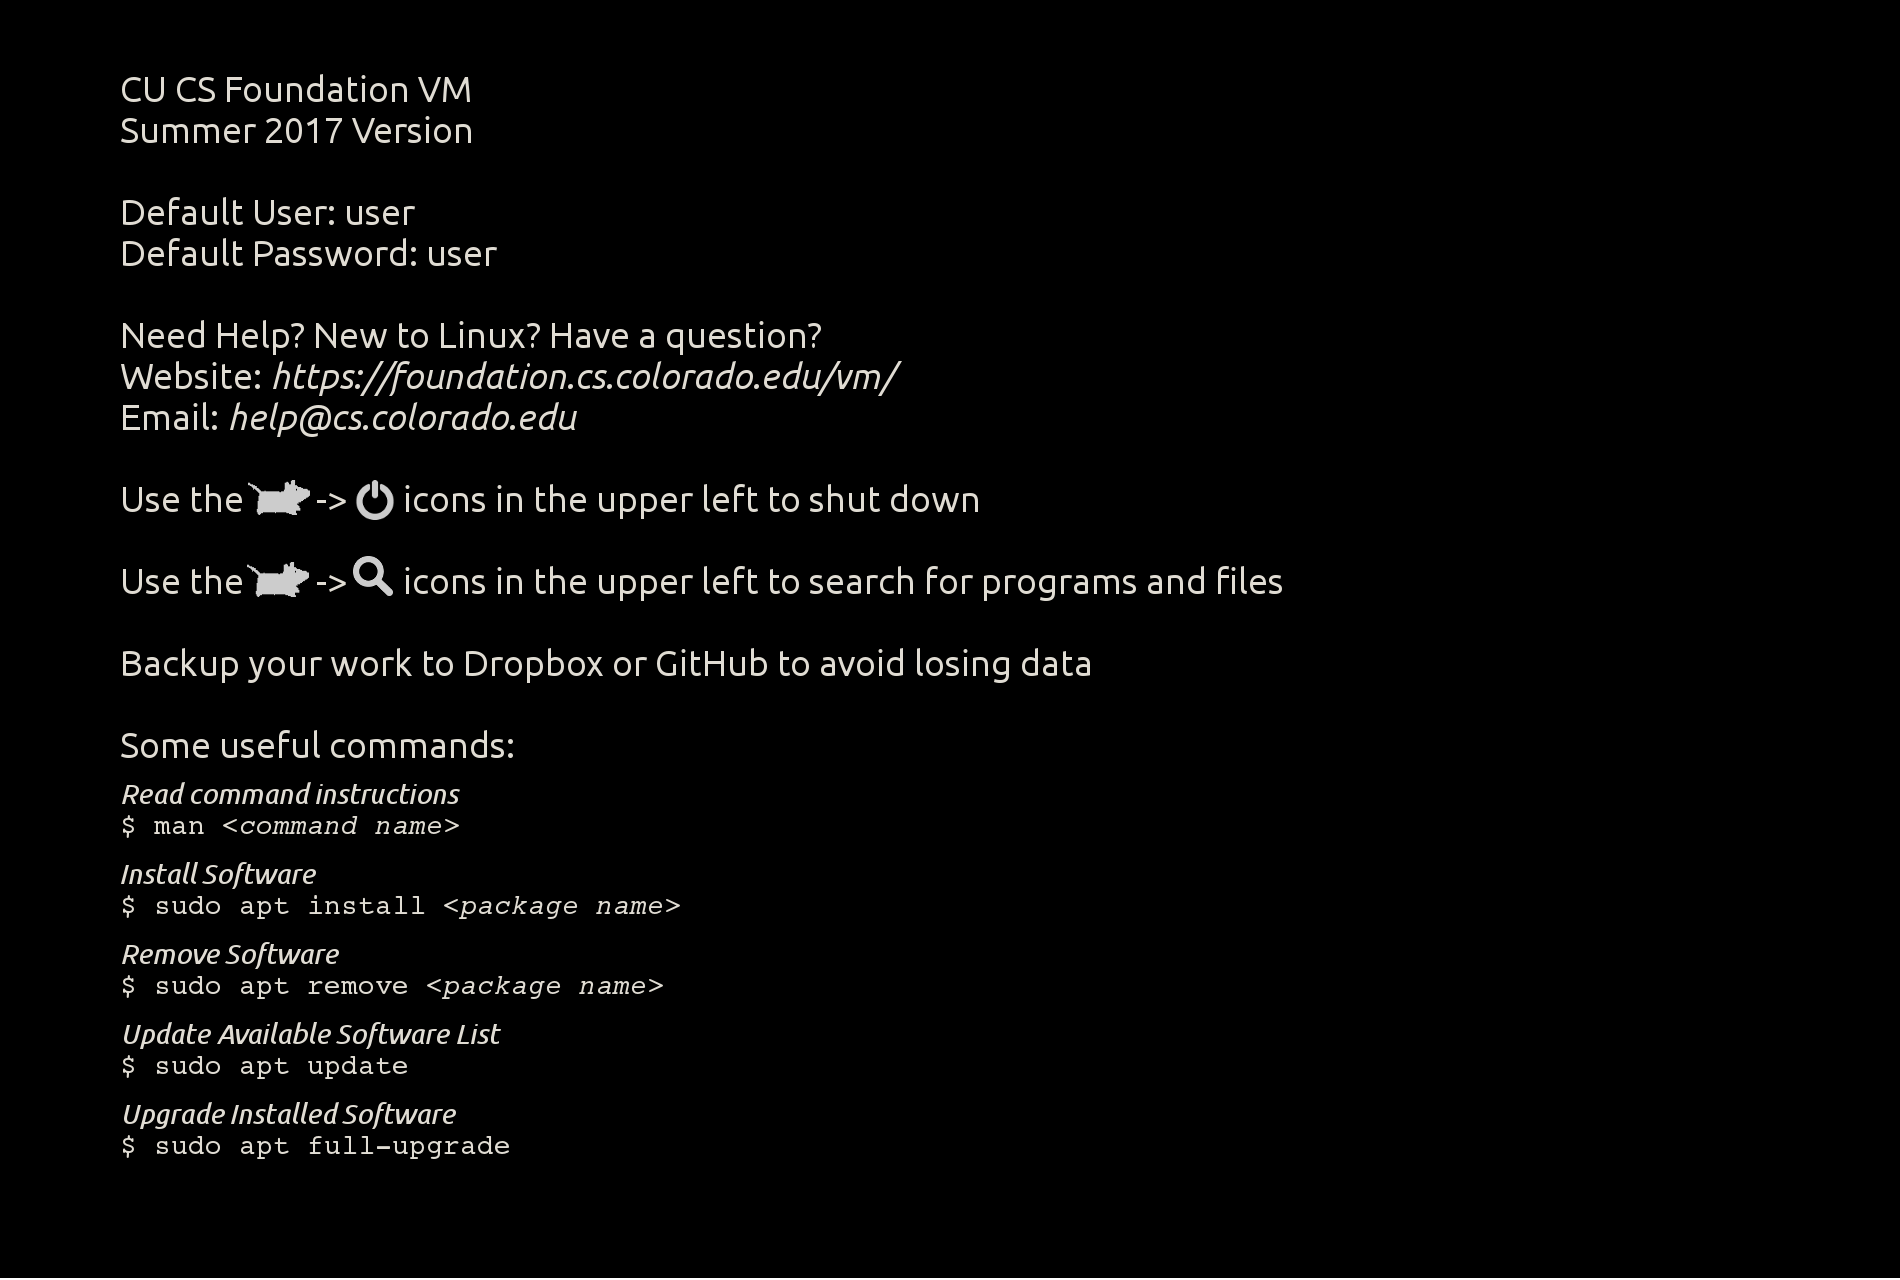 CU CS Foundation VM
Summer 2017 Version
Default User: user
Default Password: user
Need Help? New to Linux? Have a question?
Website: https://foundation.cs.colorado.edu/vm/
Email: help@cs.colorado.edu
Use the -> icons in the upper left to shut down
Use the -> icons in the upper left to search for programs and files
Backup your work to Dropbox or GitHub to avoid losing data
Some useful commands:
Read command instructions
$ man <command name>
Install Software
$ sudo apt install <package name>
Remove Software
$ sudo apt remove <package name>
Update Available Software List
$ sudo apt update
Upgrade Installed Software
$ sudo apt full-upgrade